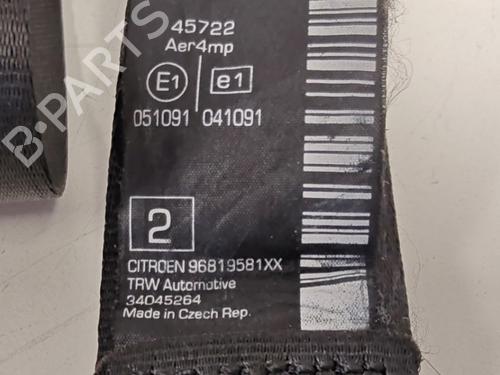 45722
Aer4mp
E1 e1
051091 041091
2
CITROEN 96819581XX
TRW Automotive
34045264
Made in Czech Rep.
B-PARTS